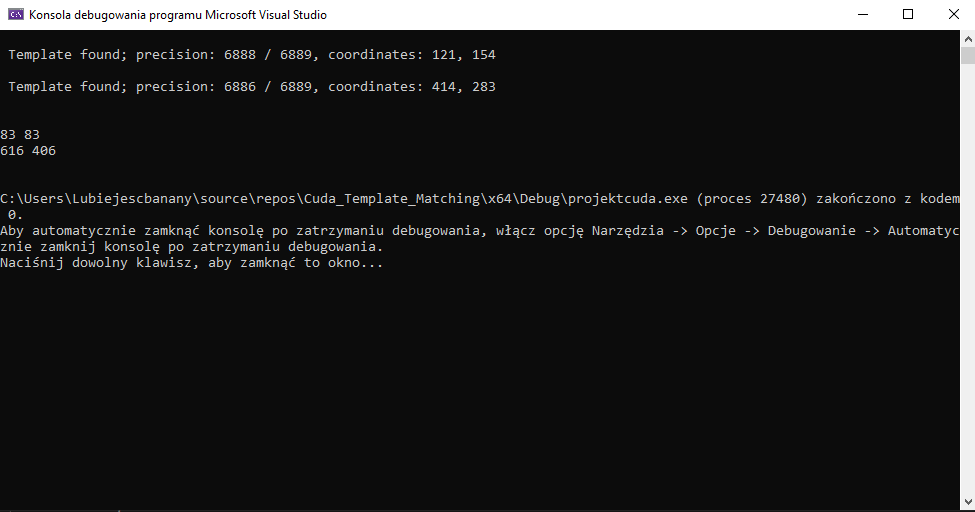 C:\ Konsola debugowania programu Microsoft Visual Studio
Template found; precision: 6888 / 6889, coordinates: 121, 154
Template found; precision: 6886 / 6889, coordinates: 414, 283
83 83
616 406
C:\Users\Lubiejescbanany\source\repos\Cuda_Template_Matching\x64\Debug\projektcuda.exe (proces 27480) zakończono z kodem
0.
Aby automatycznie zamknąć konsolę po zatrzymaniu debugowania, włącz opcję Narzędzia -> Opcje -> Debugowanie -> Automatyc
znie zamknij konsolę po zatrzymaniu debugowania.
Naciśnij dowolny klawisz, aby zamknąć to okno...